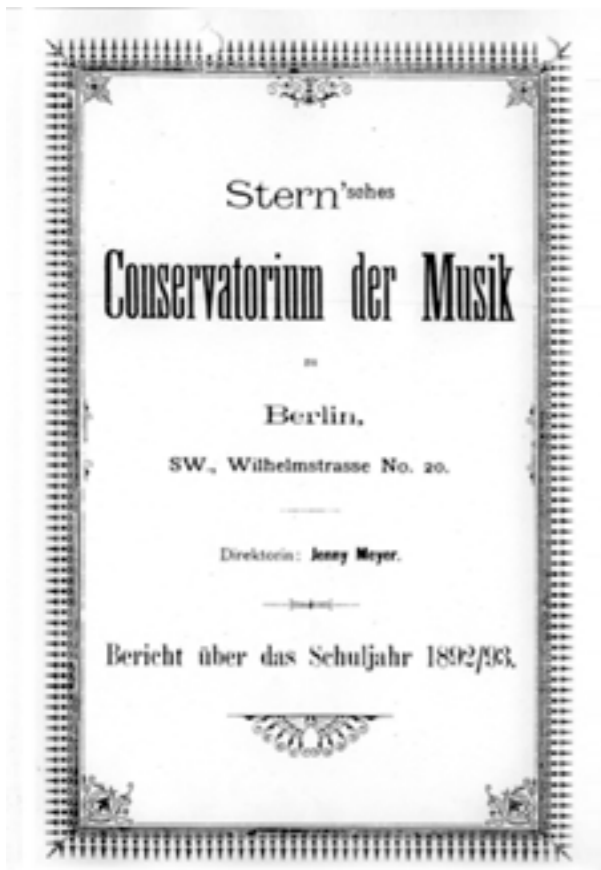 Stern'sches
Conservatorium der Musik
zu
Berlin.
SW., Wilhelmstrasse No. 20.
Direktorin: Jenny Meyer.
Bericht über das Schuljahr 1892/93.